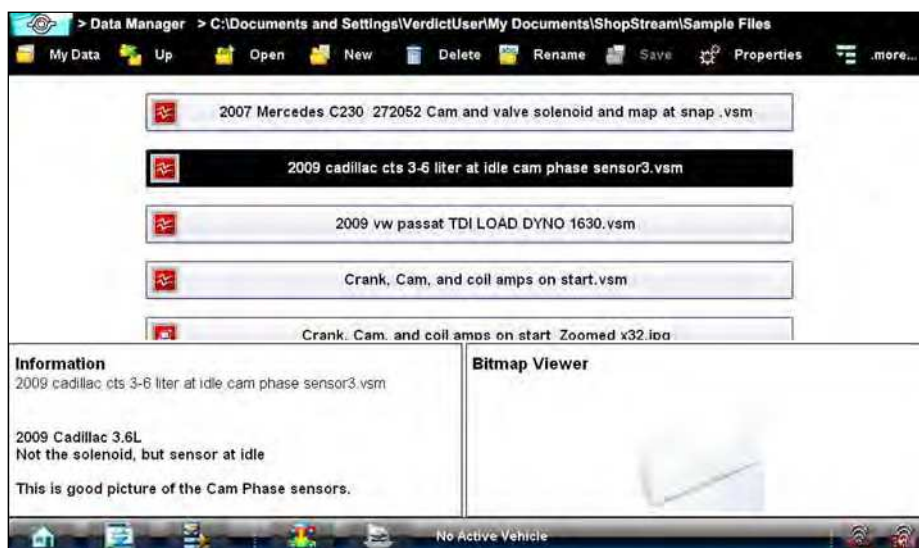 > Data Manager > C:\Documents and Settings\VerdictUser\My Documents\ShopStream\Sample Files
My Data Up Open New Delete Rename Save Properties .more...
2007 Mercedes C230 272052 Cam and valve solenoid and map at snap .vsm
2009 cadillac cts 3-6 liter at idle cam phase sensor3.vsm
2009 vw passat TDI LOAD DYNO 1630.vsm
Crank, Cam, and coil amps on start.vsm
Crank, Cam, and coil amps on start Zoomed x32.jpg
Information
2009 cadillac cts 3-6 liter at idle cam phase sensor3.vsm
2009 Cadillac 3.6L
Not the solenoid, but sensor at idle
This is good picture of the Cam Phase sensors.
Bitmap Viewer
No Active Vehicle